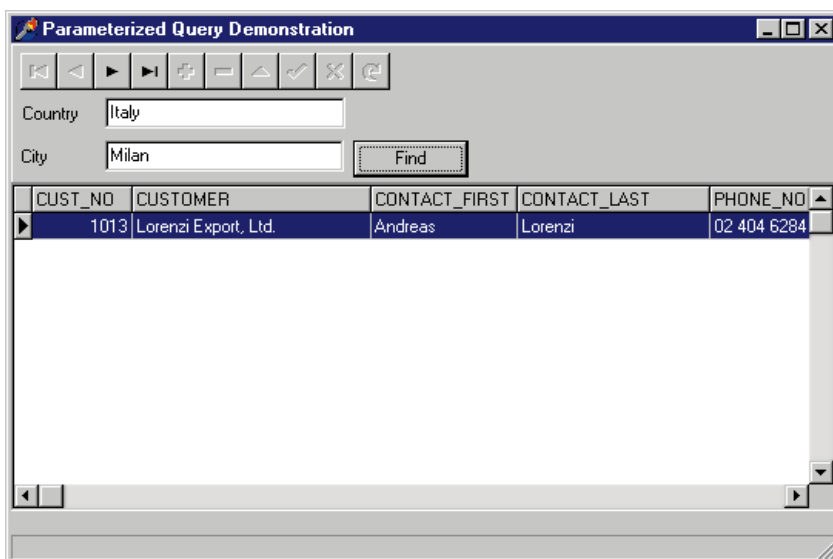 Parameterized Query Demonstration
Country Italy
City Milan Find
CUST_NO CUSTOMER CONTACT_FIRST CONTACT_LAST PHONE_NO
1013 Lorenzi Export, Ltd. Andreas Lorenzi 02 404 6284